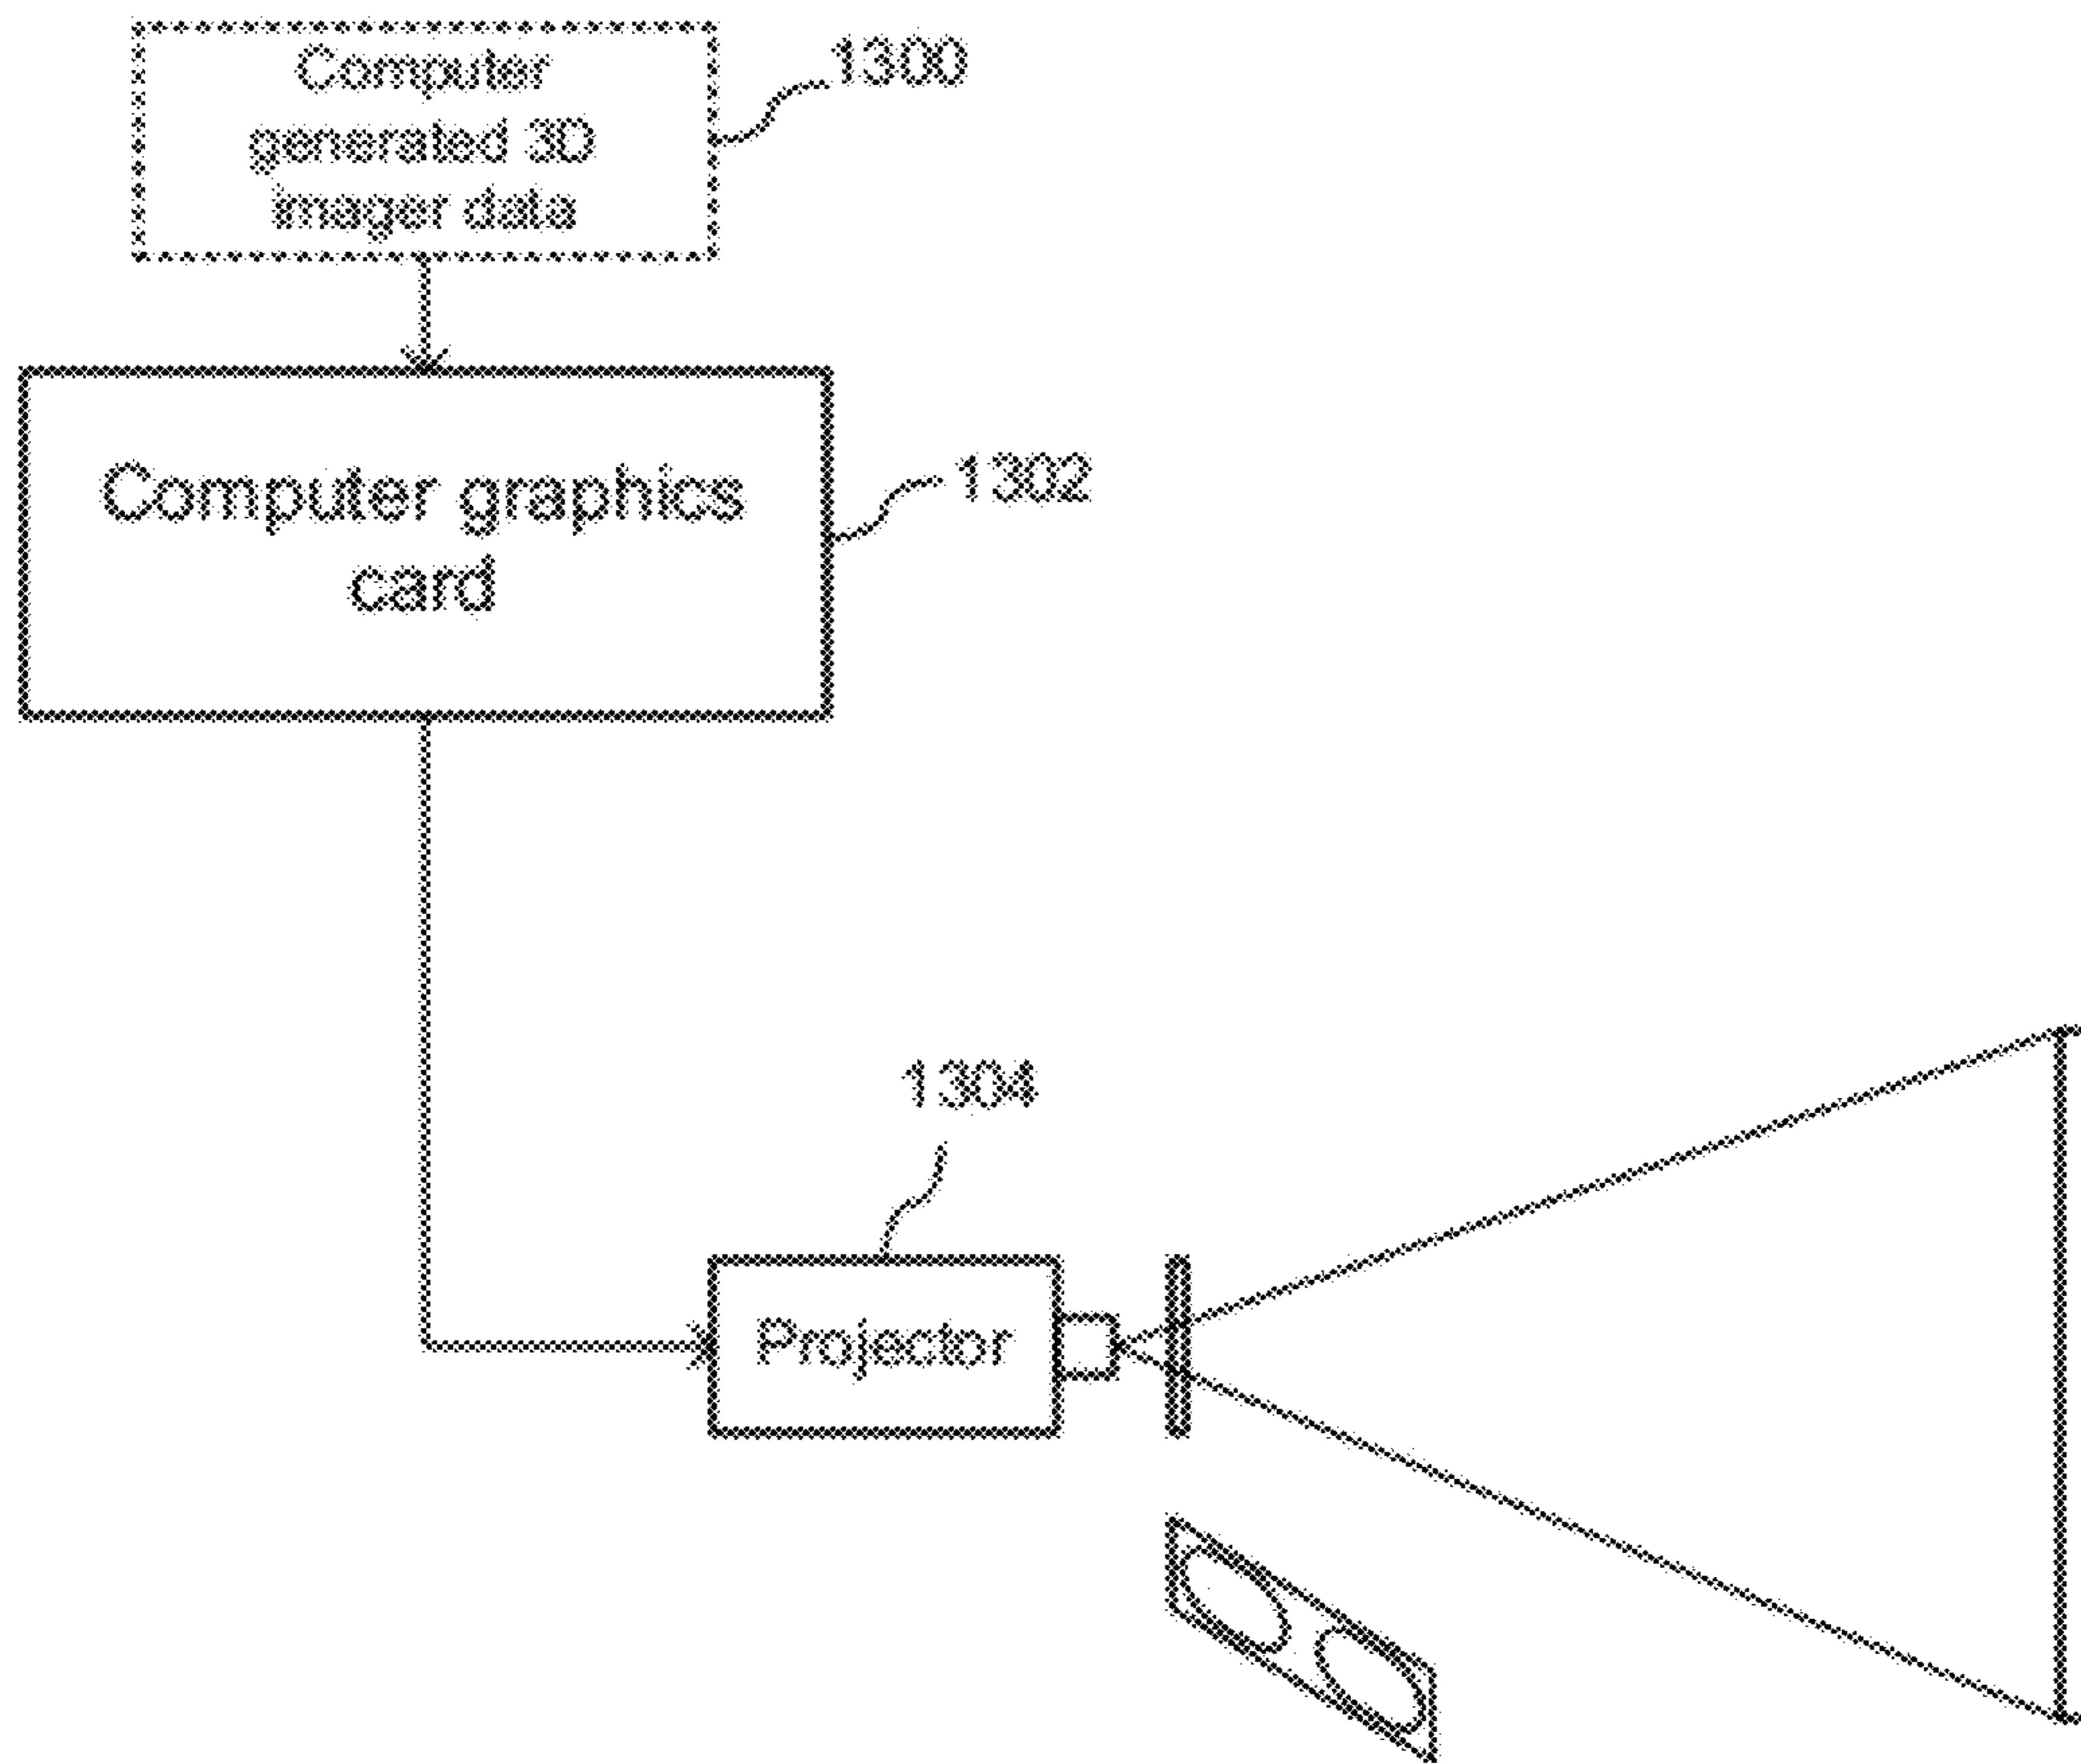 Computer
generated 3D
imager data
1300
Computer graphics
card
1302
1304
Projector